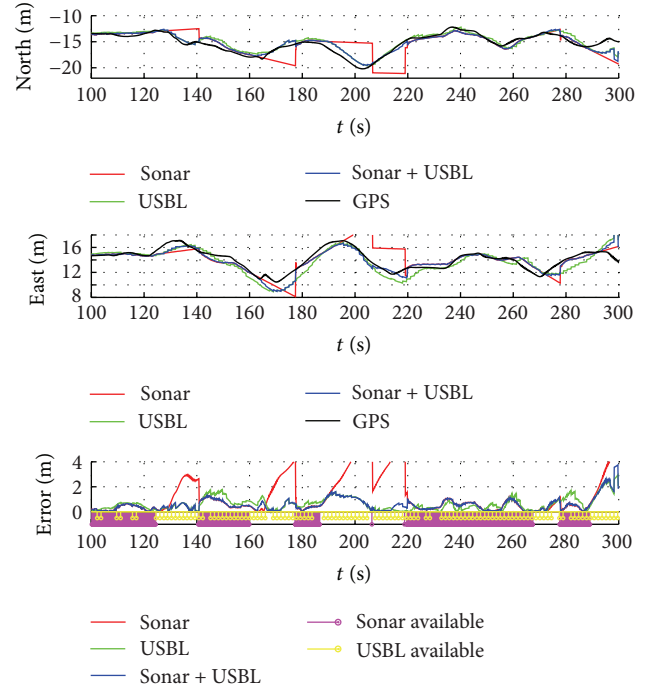 North (m)
−10
−15
−20
100 120 140 160 180 200 220 240 260 280 300
t (s)
Sonar Sonar + USBL
USBL GPS
East (m)
16
12
8
100 120 140 160 180 200 220 240 260 280 300
t (s)
Sonar Sonar + USBL
USBL GPS
Error (m)
4
2
0
100 120 140 160 180 200 220 240 260 280 300
t (s)
Sonar Sonar available
USBL USBL available
Sonar + USBL